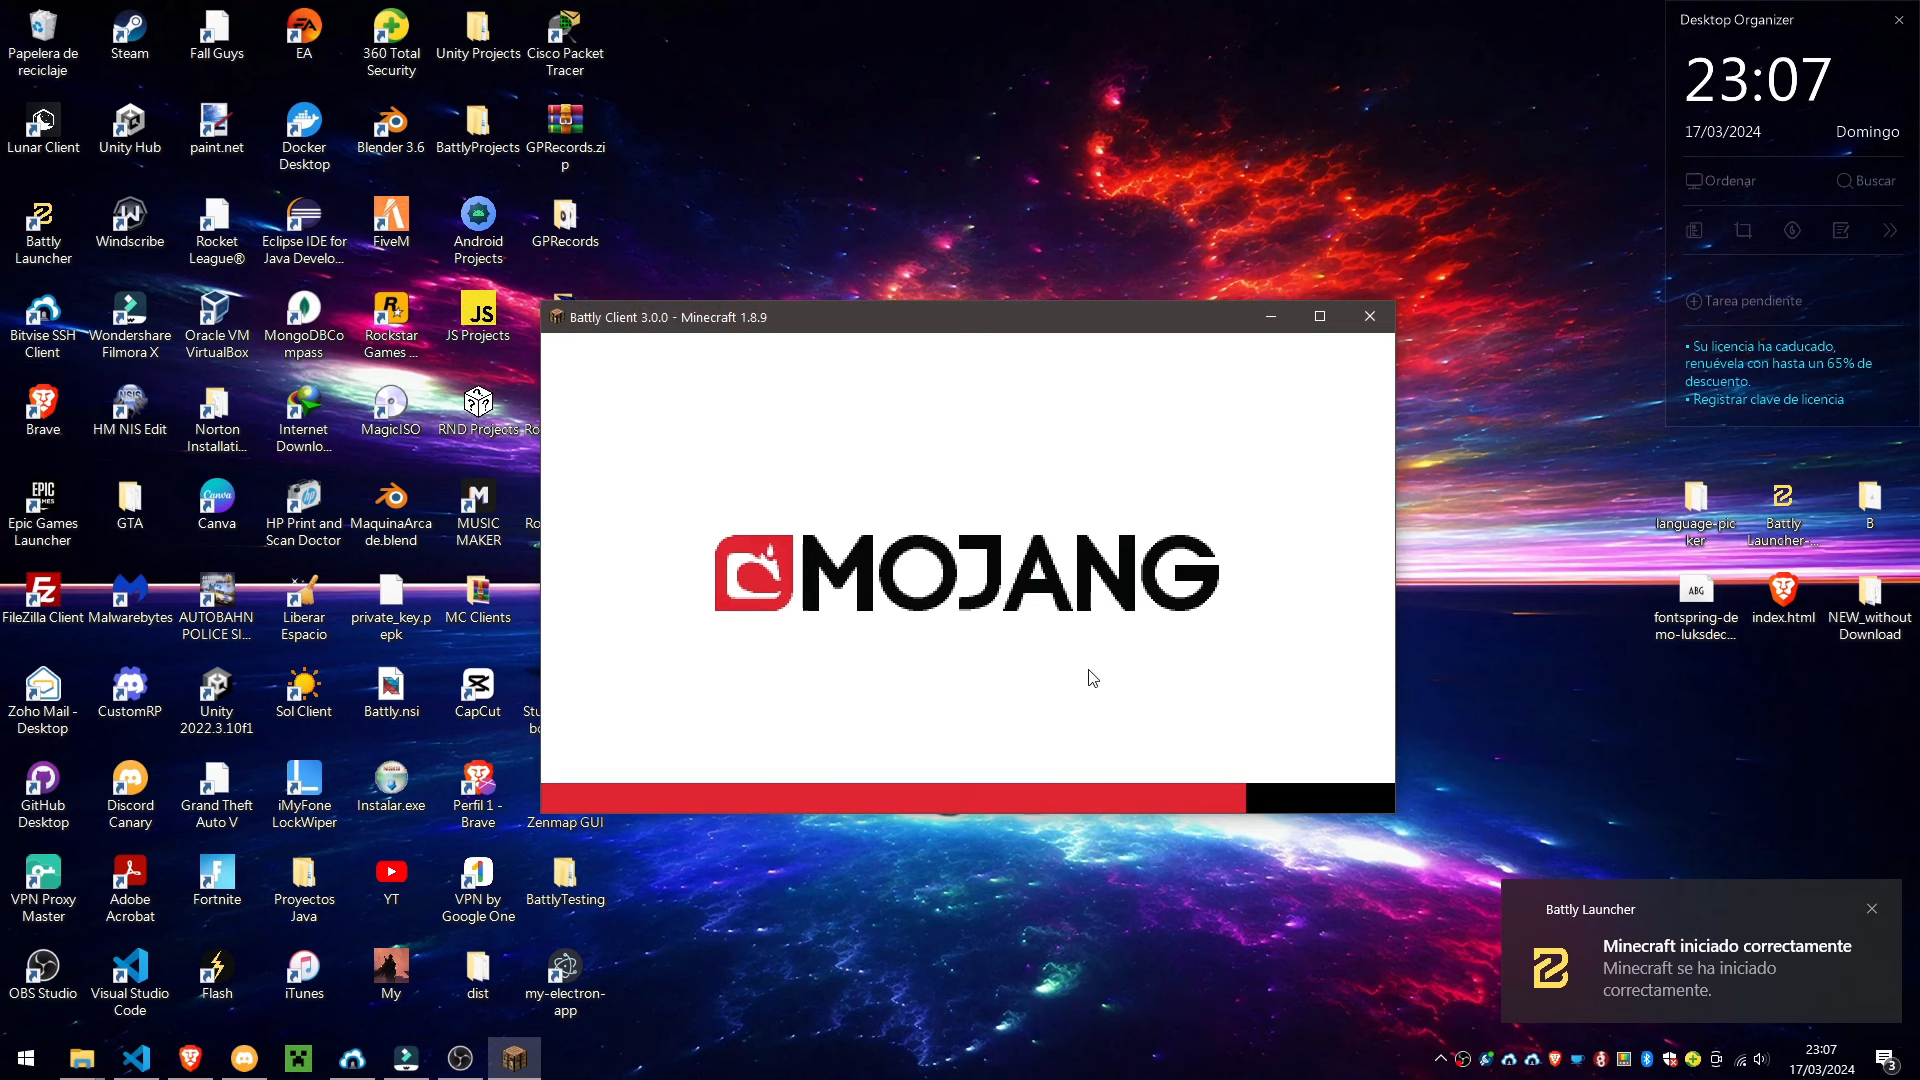 Papelera de
reciclaje
Steam
Fall Guys
EA
360 Total
Security
Unity Projects
Cisco Packet
Tracer
Lunar Client
Unity Hub
paint.net
Docker
Desktop
Blender 3.6
BattlyProjects
GPRecords.zi
p
Battly
Launcher
Windscribe
Rocket
League®
Eclipse IDE for
Java Develo...
FiveM
Android
Projects
GPRecords
Bitvise SSH
Client
Wondershare
Filmora X
Oracle VM
VirtualBox
MongoDBCo
mpass
Rockstar
Games ...
JS
JS Projects
Brave
HM NIS Edit
Norton
Installati...
Internet
Downlo...
MagicISO
RND Projects
Ro
EPIC
Epic Games
Launcher
GTA
Canva
Canva
HP Print and
Scan Doctor
MaquinaArca
de.blend
MUSIC
MAKER
Ro
FileZilla Client
Malwarebytes
AUTOBAHN
POLICE SI...
Liberar
Espacio
private_key.p
epk
MC Clients
Zoho Mail -
Desktop
CustomRP
Unity
2022.3.10f1
Sol Client
Battly.nsi
CapCut
Stu
bo
GitHub
Desktop
Discord
Canary
Grand Theft
Auto V
iMyFone
LockWiper
Instalar.exe
Perfil 1 -
Brave
Zenmap GUI
VPN Proxy
Master
Adobe
Acrobat
Fortnite
Proyectos
Java
YT
VPN by
Google One
BattlyTesting
OBS Studio
Visual Studio
Code
Flash
iTunes
My
dist
my-electron-
app
Battly Client 3.0.0 - Minecraft 1.8.9
MOJANG
Desktop Organizer
23:07
17/03/2024
Domingo
Ordenar
Buscar
Tarea pendiente
• Su licencia ha caducado,
renuévela con hasta un 65% de
descuento.
• Registrar clave de licencia
language-pic
ker
Battly
Launcher-...
B
ABG
fontspring-de
mo-luksdec...
index.html
NEW_without
Download
Battly Launcher
Minecraft iniciado correctamente
Minecraft se ha iniciado
correctamente.
23:07
17/03/2024
3